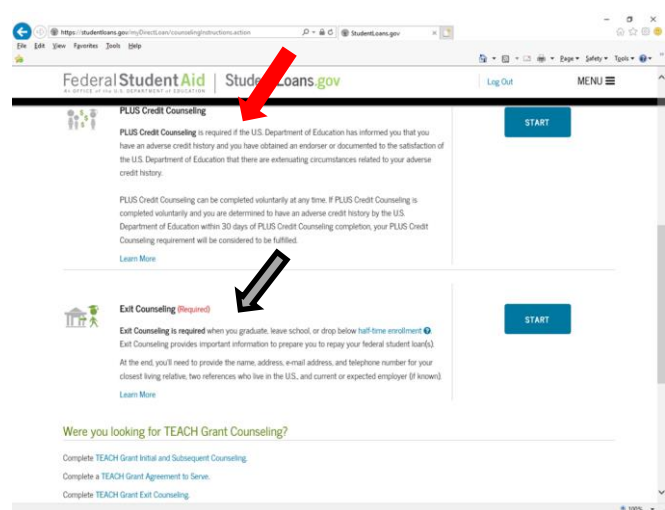 https://studentloans.gov/myDirectLoan/counselingInstructions.action
StudentLoans.gov
File Edit View Favorites Tools Help
Page Safety Tools
Federal Student Aid | StudentLoans.gov
AN OFFICE of the U.S. DEPARTMENT of EDUCATION
Log Out
MENU
PLUS Credit Counseling
START
PLUS Credit Counseling is required if the U.S. Department of Education has informed you that you
have an adverse credit history and you have obtained an endorser or documented to the satisfaction of
the U.S. Department of Education that there are extenuating circumstances related to your adverse
credit history.
PLUS Credit Counseling can be completed voluntarily at any time. If PLUS Credit Counseling is
completed voluntarily and you are determined to have an adverse credit history by the U.S.
Department of Education within 30 days of PLUS Credit Counseling completion, your PLUS Credit
Counseling requirement will be considered to be fulfilled.
Learn More
Exit Counseling (Required)
START
Exit Counseling is required when you graduate, leave school, or drop below half-time enrollment
Exit Counseling provides important information to prepare you to repay your federal student loan(s).
At the end, you'll need to provide the name, address, e-mail address, and telephone number for your
closest living relative, two references who live in the U.S., and current or expected employer (if known).
Learn More
Were you looking for TEACH Grant Counseling?
Complete TEACH Grant Initial and Subsequent Counseling.
Complete a TEACH Grant Agreement to Serve.
Complete TEACH Grant Exit Counseling.
100%